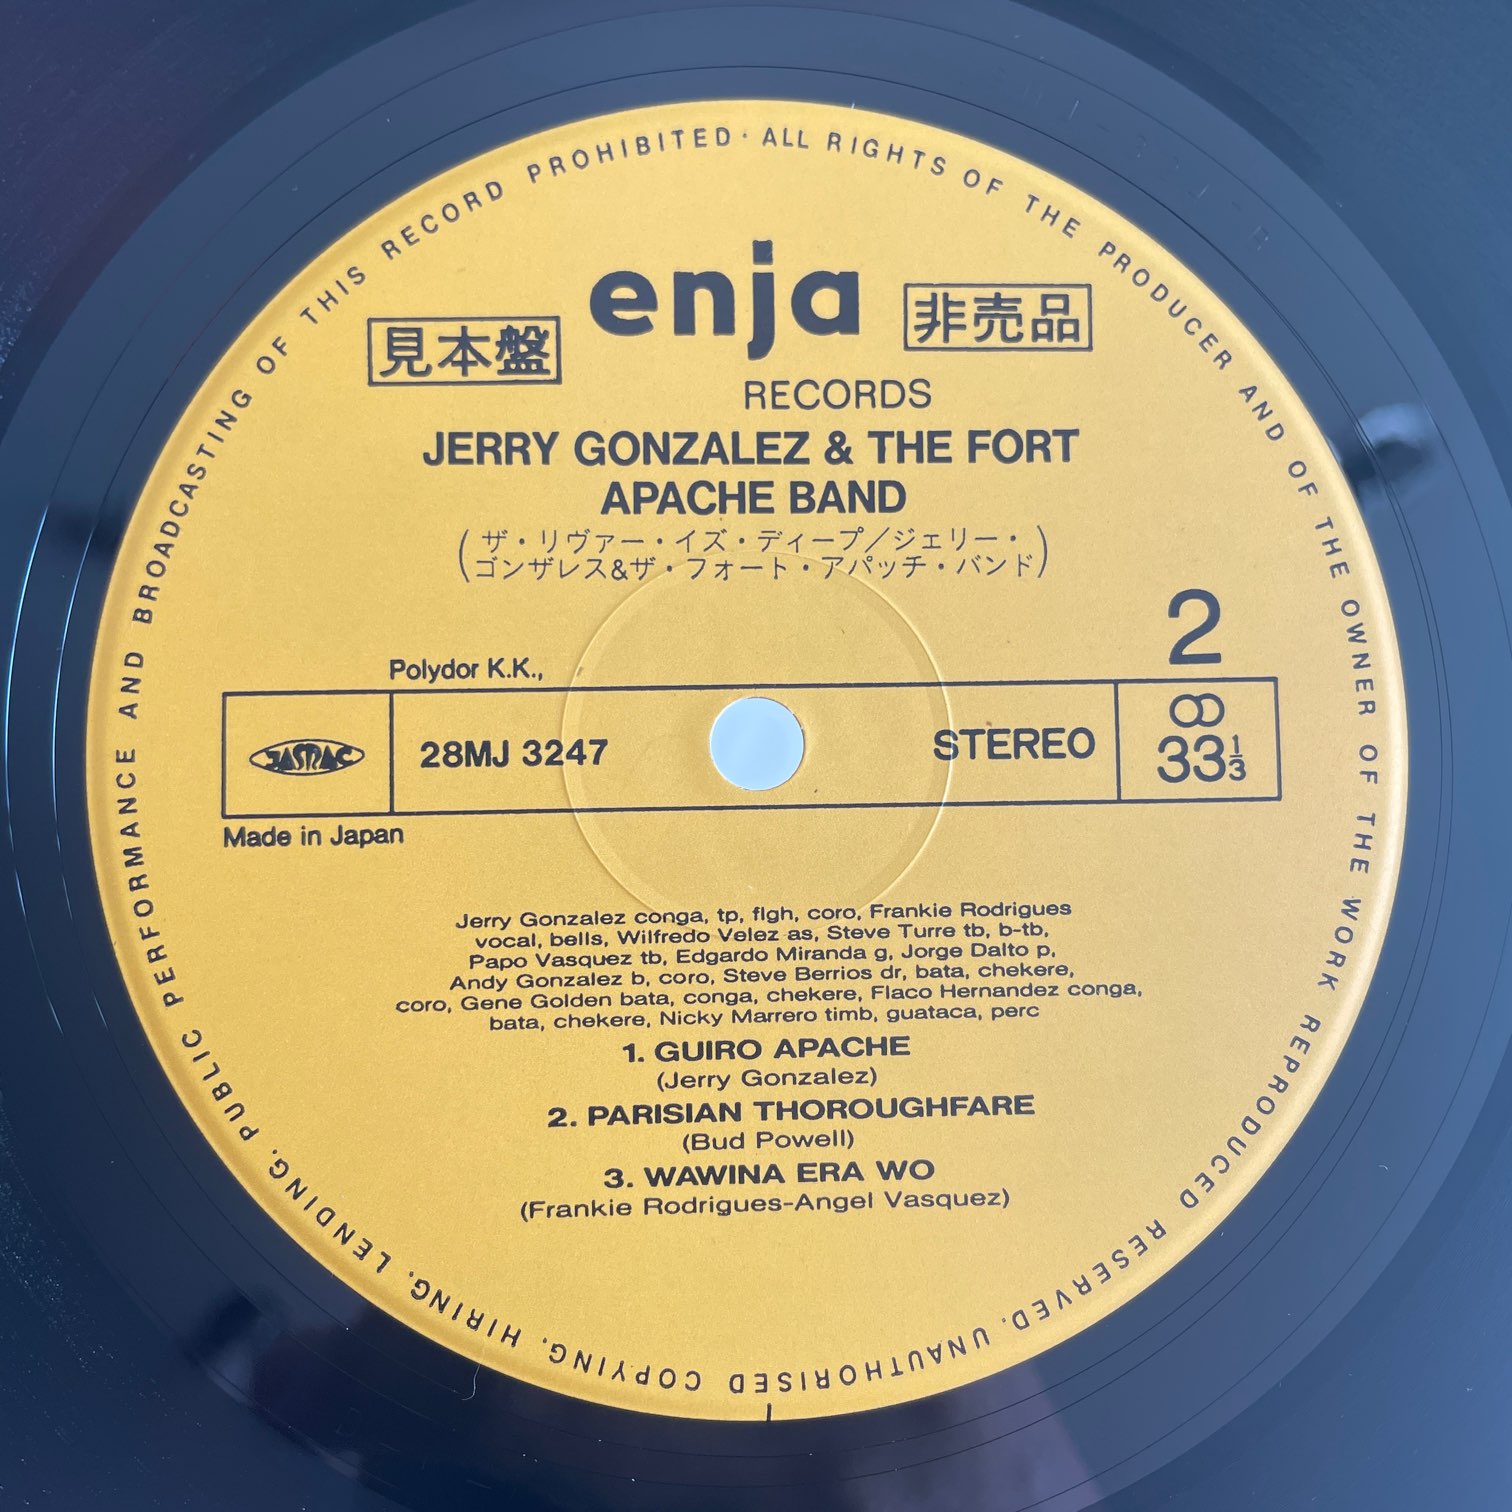 PUBLIC PERFORMANCE AND BROADCASTING OF THIS RECORD PROHIBITED · ALL RIGHTS OF THE PRODUCER AND OF THE OWNER OF THE WORK REPRODUCED RESERVED. UNAUTHORISED COPYING, HIRING, LENDING,
enja
見本盤
非売品
RECORDS
JERRY GONZALEZ & THE FORT
APACHE BAND
(ザ・リヴァー・イズ・ディープ/ジェリー・
ゴンザレス&ザ・フォート・アパッチ・バンド)
2
Polydor K.K.,
JASRAC
28MJ 3247
STEREO
33⅓
Made in Japan
Jerry Gonzalez conga, tp, flgh, coro, Frankie Rodrigues
vocal, bells, Wilfredo Velez as, Steve Turre tb, b-tb,
Papo Vasquez tb, Edgardo Miranda g, Jorge Dalto p,
Andy Gonzalez b, coro, Steve Berrios dr, bata, chekere,
coro, Gene Golden bata, conga, chekere, Flaco Hernandez conga,
bata, chekere, Nicky Marrero timb, guataca, perc
1. GUIRO APACHE
(Jerry Gonzalez)
2. PARISIAN THOROUGHFARE
(Bud Powell)
3. WAWINA ERA WO
(Frankie Rodrigues-Angel Vasquez)